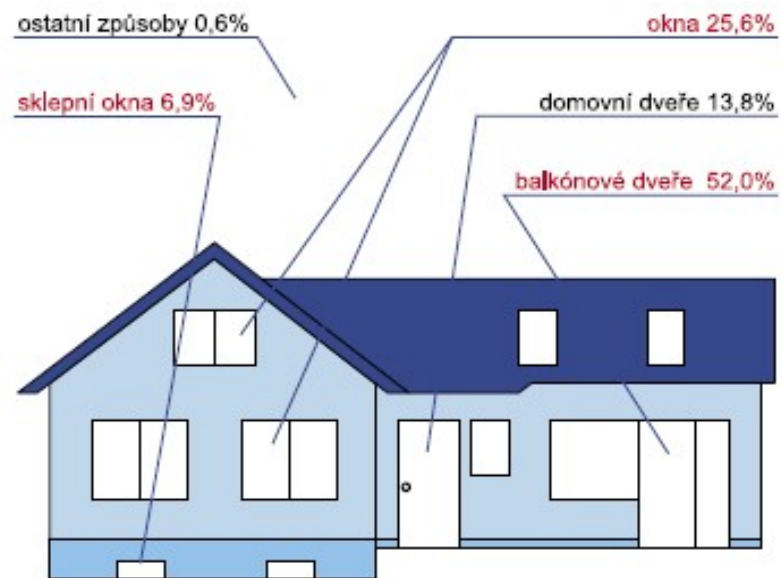 ostatní způsoby 0,6%
okna 25,6%
sklepní okna 6,9%
domovní dveře 13,8%
balkónové dveře 52,0%